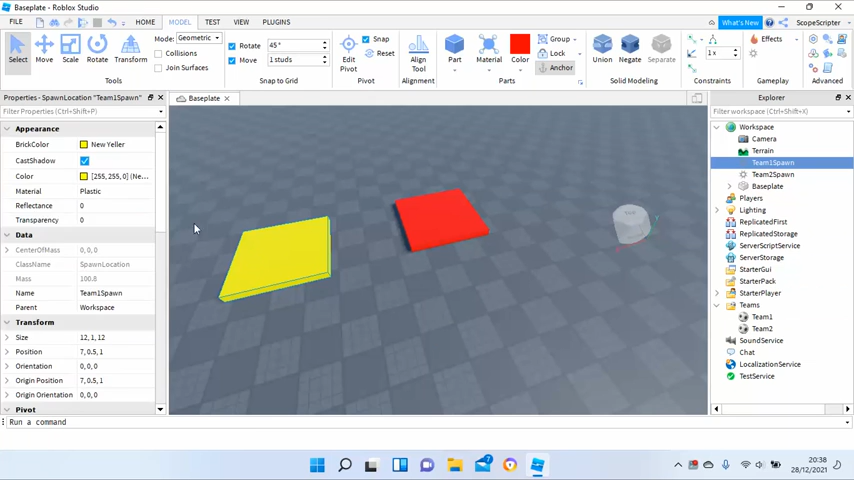 Baseplate - Roblox Studio
FILE HOME MODEL TEST VIEW PLUGINS What's New ScopeScripter
Select Move Scale Rotate Transform
Mode: Geometric
Collisions
Join Surfaces
Tools
Rotate 45 °
Move 1 studs
Snap to Grid
Edit Pivot
Snap
Reset
Pivot
Align Tool
Alignment
Part Material Color
Group
Lock
Anchor
Union Negate Separate
Solid Modeling
1 x
Constraints
Effects
Gameplay
Advanced
Properties - SpawnLocation "Team1Spawn"
Filter Properties (Ctrl+Shift+P)
Appearance
BrickColor New Yeller
CastShadow
Color [255, 255, 0] (Ne...
Material Plastic
Reflectance 0
Transparency 0
Data
CenterOfMass 0, 0, 0
ClassName SpawnLocation
Mass 100.8
Name Team1Spawn
Parent Workspace
Transform
Size 12, 1, 12
Position 7, 0.5, 1
Orientation 0, 0, 0
Origin Position 7, 0.5, 1
Origin Orientation 0, 0, 0
Pivot
Baseplate
Explorer
Filter workspace (Ctrl+Shift+X)
Workspace
Camera
Terrain
Team1Spawn
Team2Spawn
Baseplate
Players
Lighting
ReplicatedFirst
ReplicatedStorage
ServerScriptService
ServerStorage
StarterGui
StarterPack
StarterPlayer
Teams
Team1
Team2
SoundService
Chat
LocalizationService
TestService
Run a command
20:38
28/12/2021